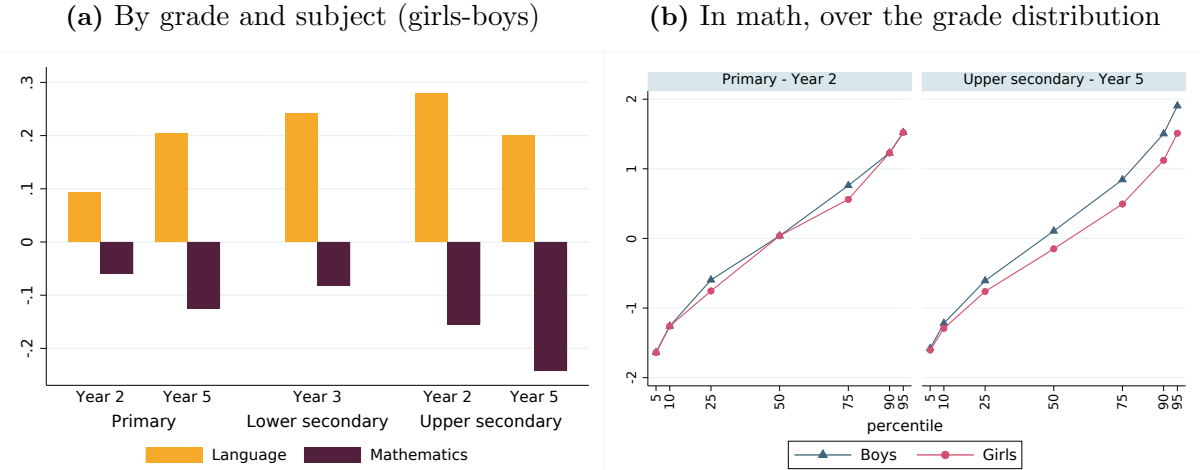 (a) By grade and subject (girls-boys)
.3
.2
.1
0
-.1
-.2
Year 2 Year 5 Year 3 Year 2 Year 5
Primary Lower secondary Upper secondary
Language Mathematics
(b) In math, over the grade distribution
Primary - Year 2 Upper secondary - Year 5
2
1
0
-1
-2
5 10 25 50 75 90 95 5 10 25 50 75 90 95
percentile
Boys Girls